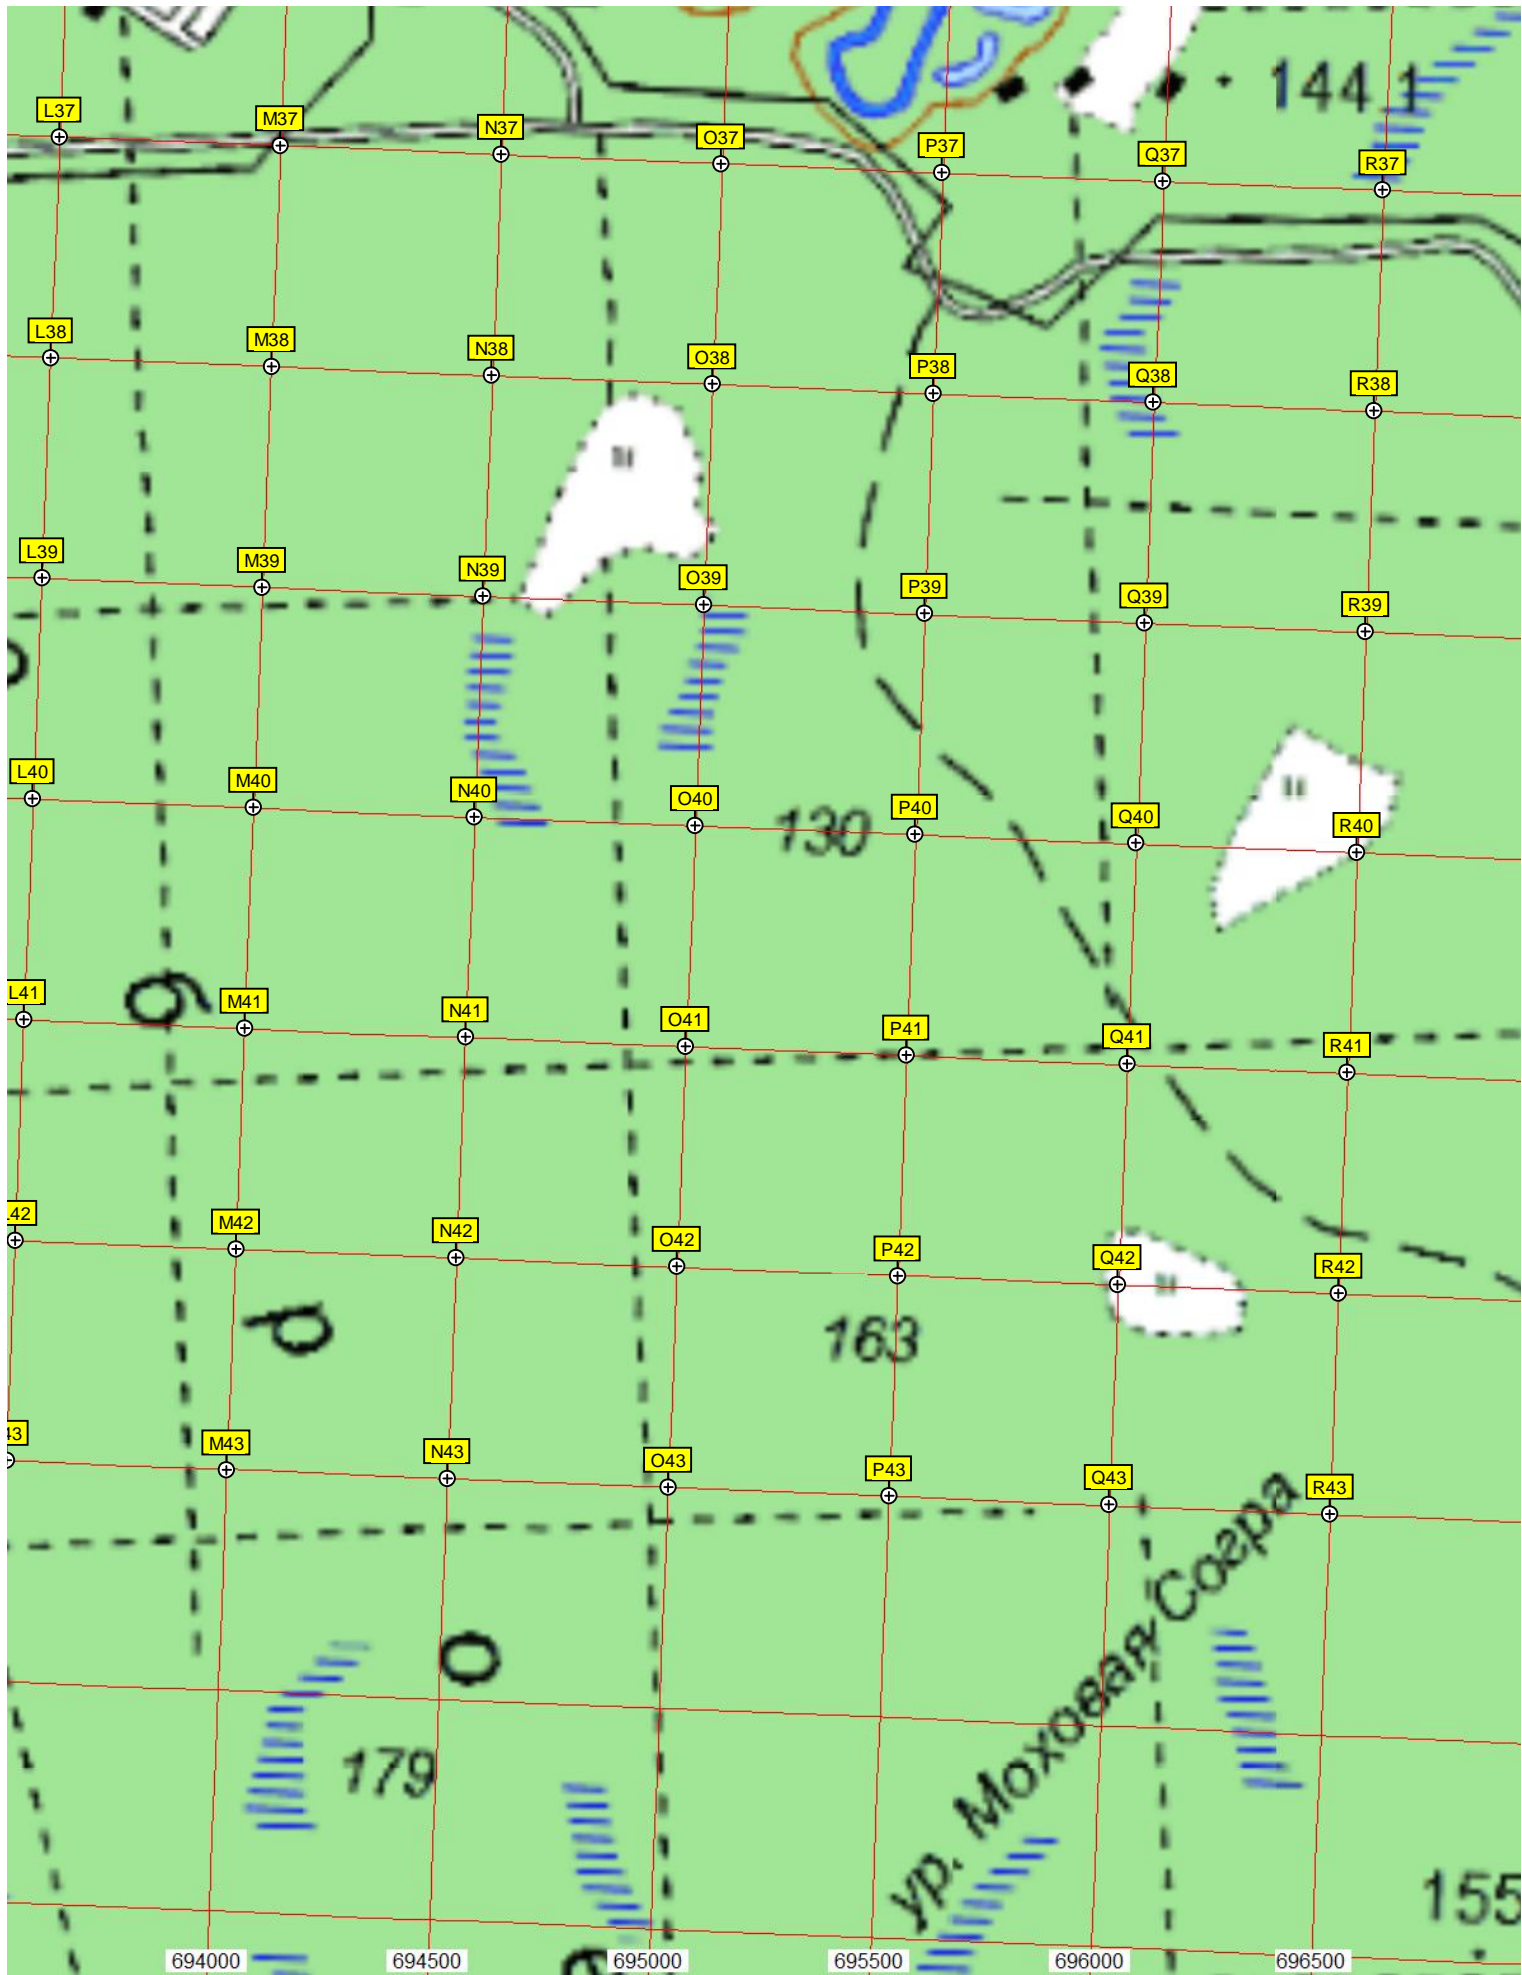 144 1
L37 M37 N37 O37 P37 Q37 R37
L38 M38 N38 O38 P38 Q38 R38
L39 M39 N39 O39 P39 Q39 R39
L40 M40 N40 O40 P40 Q40 R40
130
L41 M41 N41 O41 P41 Q41 R41
.42 M42 N42 O42 P42 Q42 R42
р
163
43 M43 N43 O43 P43 Q43 R43
о
179
ур. Моховая Согра
155
694000 694500 695000 695500 696000 696500